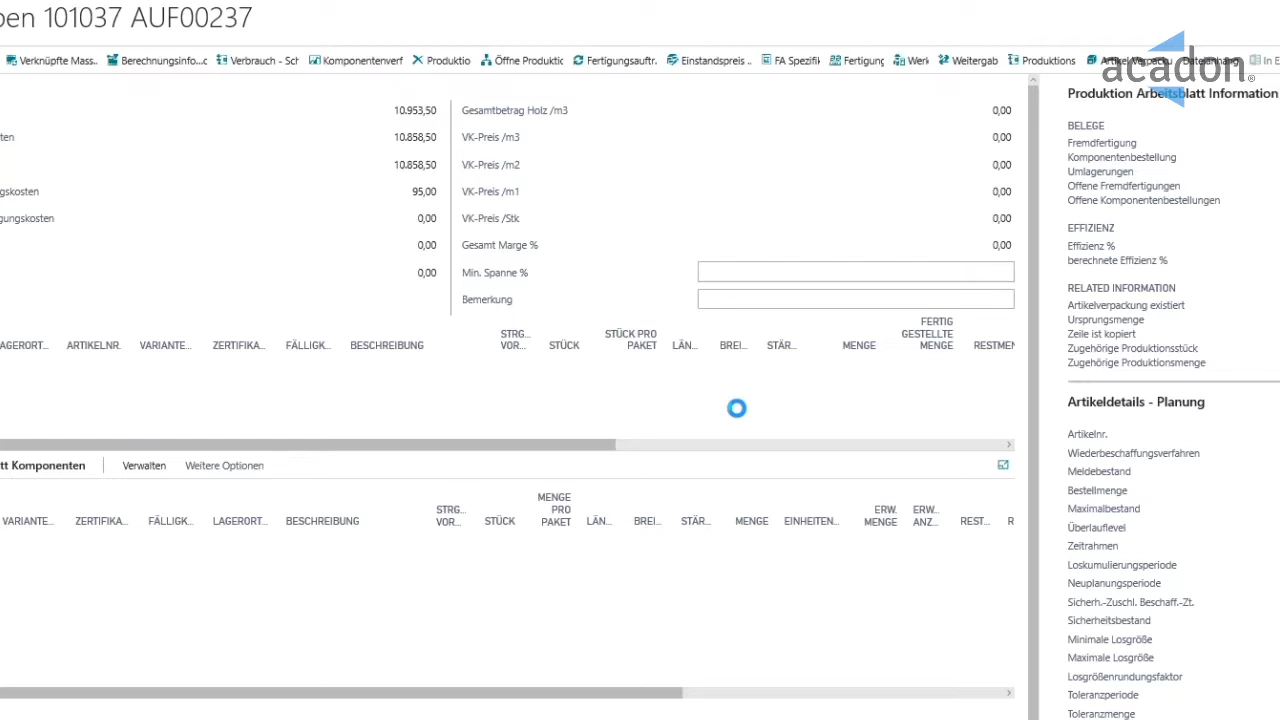 ben 101037 AUF00237
Verknüpfte Mass.. Berechnungsinfo...c Verbrauch - Sch Komponentenverf Produktio Öffne Produktic Fertigungsauftr. Einstandspreis .. FA Spezifi Fertigung Werk Weitergab Produktions Artikel Verpacku Dateianhang In E
acadon®
10.953,50 Gesamtbetrag Holz /m3 0,00
ten 10.858,50 VK-Preis /m3 0,00
10.858,50 VK-Preis /m2 0,00
gskosten 95,00 VK-Preis /m1 0,00
gungskosten 0,00 VK-Preis /Stk 0,00
0,00 Gesamt Marge % 0,00
0,00 Min. Spanne %
Bemerkung
AGERORT... ARTIKELNR. VARIANTE... ZERTIFIKA... FÄLLIGK... BESCHREIBUNG STRG... VOR... STÜCK STÜCK PRO PAKET LÄN... BREI... STÄR... MENGE FERTIG GESTELLTE MENGE RESTMEN
tt Komponenten Verwalten Weitere Optionen
VARIANTE... ZERTIFIKA... FÄLLIGK... LAGERORT... BESCHREIBUNG STRG... VOR... STÜCK MENGE PRO PAKET LÄN... BREI... STÄR... MENGE EINHEITEN... ERW. MENGE ERW... ANZ... REST... R
Produktion Arbeitsblatt Information
BELEGE
Fremdfertigung
Komponentenbestellung
Umlagerungen
Offene Fremdfertigungen
Offene Komponentenbestellungen
EFFIZIENZ
Effizienz %
berechnete Effizienz %
RELATED INFORMATION
Artikelverpackung existiert
Ursprungsmenge
Zeile ist kopiert
Zugehörige Produktionsstück
Zugehörige Produktionsmenge
Artikeldetails - Planung
Artikelnr.
Wiederbeschaffungsverfahren
Meldebestand
Bestellmenge
Maximalbestand
Überlauflevel
Zeitrahmen
Loskumulierungsperiode
Neuplanungsperiode
Sicherh.-Zuschl. Beschaff.-Zt.
Sicherheitsbestand
Minimale Losgröße
Maximale Losgröße
Losgrößenrundungsfaktor
Toleranzperiode
Toleranzmenge